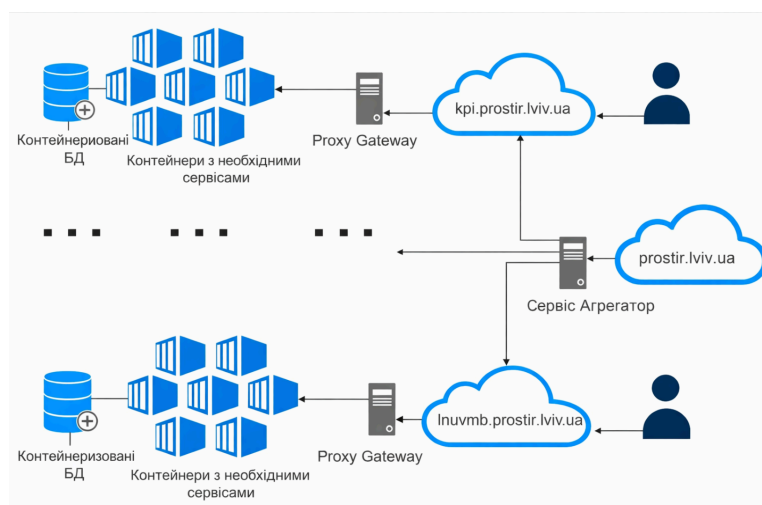 kpi.prostir.lviv.ua
Proxy Gateway
Контейнериовані
БД
Контейнери з необхідними
сервісами
prostir.lviv.ua
Сервіс Агрегатор
lnuvmb.prostir.lviv.ua
Proxy Gateway
Контейнеризовані
БД
Контейнери з необхідними
сервісами